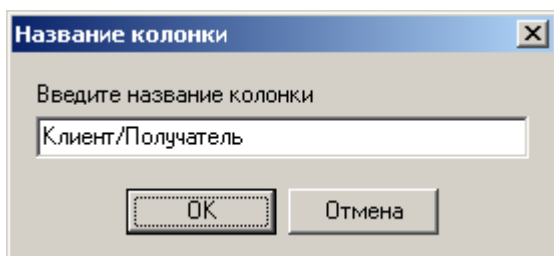 Название колонки
Введите название колонки
Клиент/Получатель
OK
Отмена